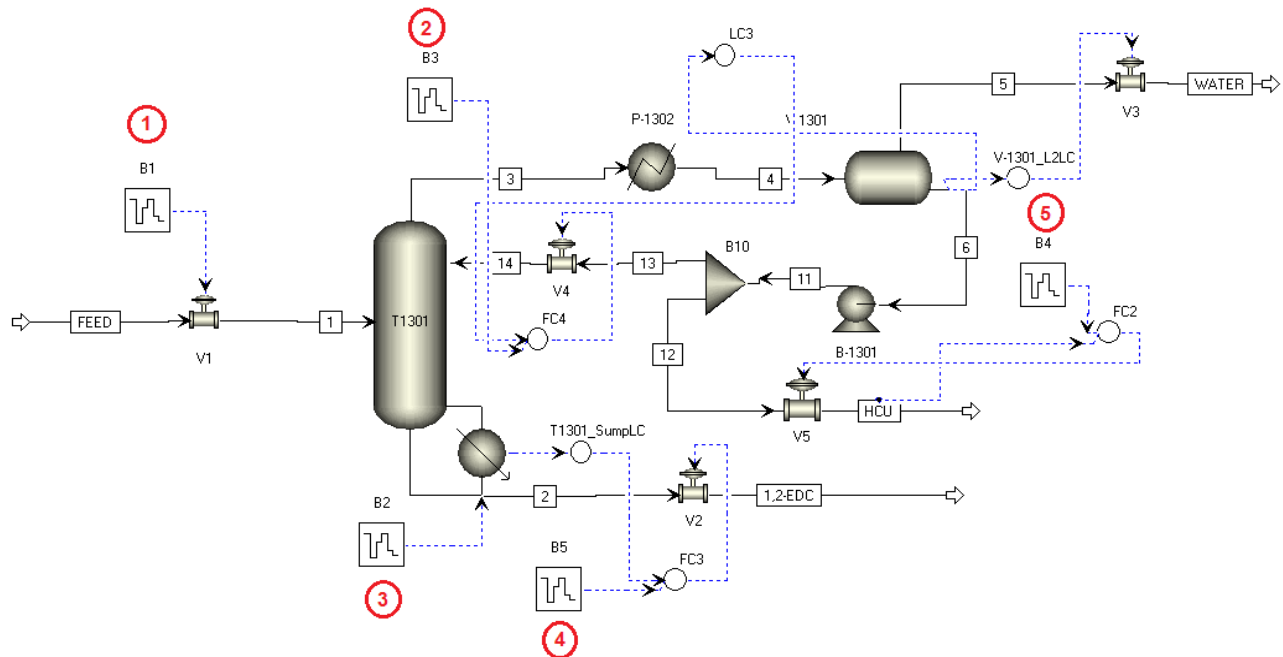 2
B3
LC3
5
WATER
V3
1
B1
P-1302
V-1301
V-1301_L2LC
3
4
5
B4
6
B10
14
V4
13
11
FC2
FEED
V1
1
T1301
FC4
12
B-1301
V5
HCU
T1301_SumpLC
B2
2
V2
1,2-EDC
B5
FC3
3
4